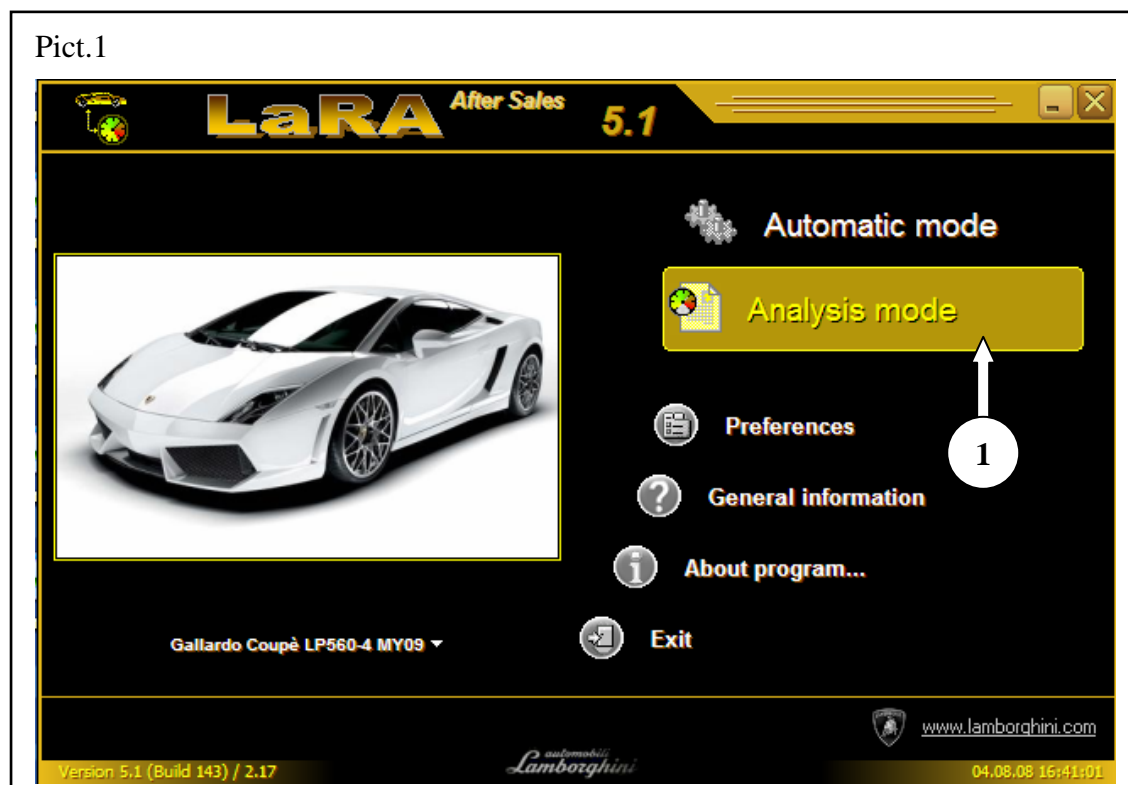 Pict.1
LaRA After Sales 5.1
Automatic mode
Analysis mode
1
Preferences
General information
About program...
Gallardo Coupè LP560-4 MY09
Exit
www.lamborghini.com
automobili
Lamborghini
Version 5.1 (Build 143) / 2.17
04.08.08 16:41:01